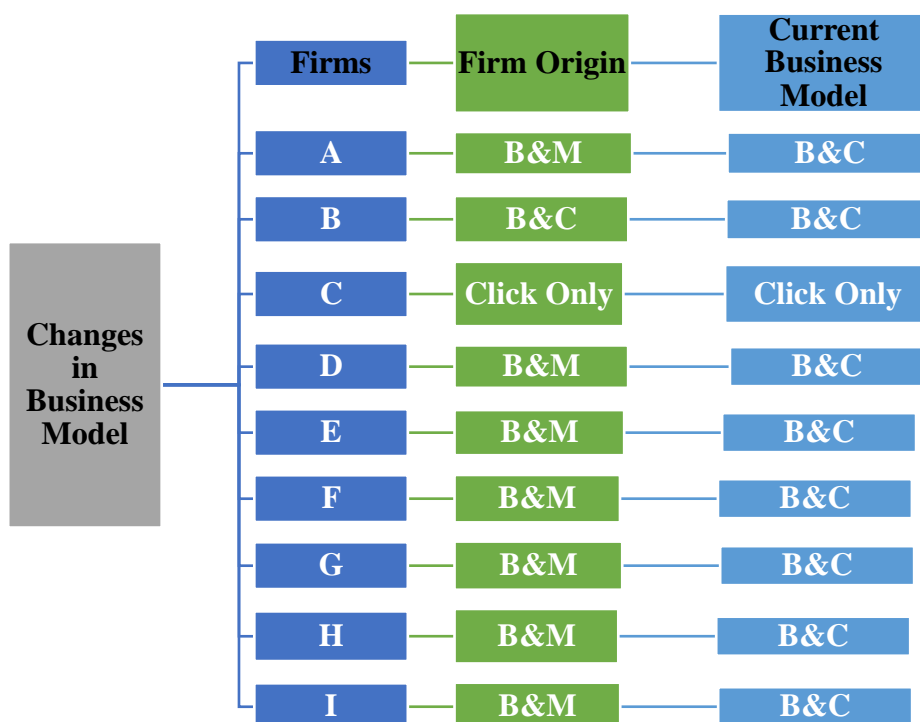 Changes
in
Business
Model
Firms
Firm Origin
Current
Business
Model
A
B&M
B&C
B
B&C
B&C
C
Click Only
Click Only
D
B&M
B&C
E
B&M
B&C
F
B&M
B&C
G
B&M
B&C
H
B&M
B&C
I
B&M
B&C